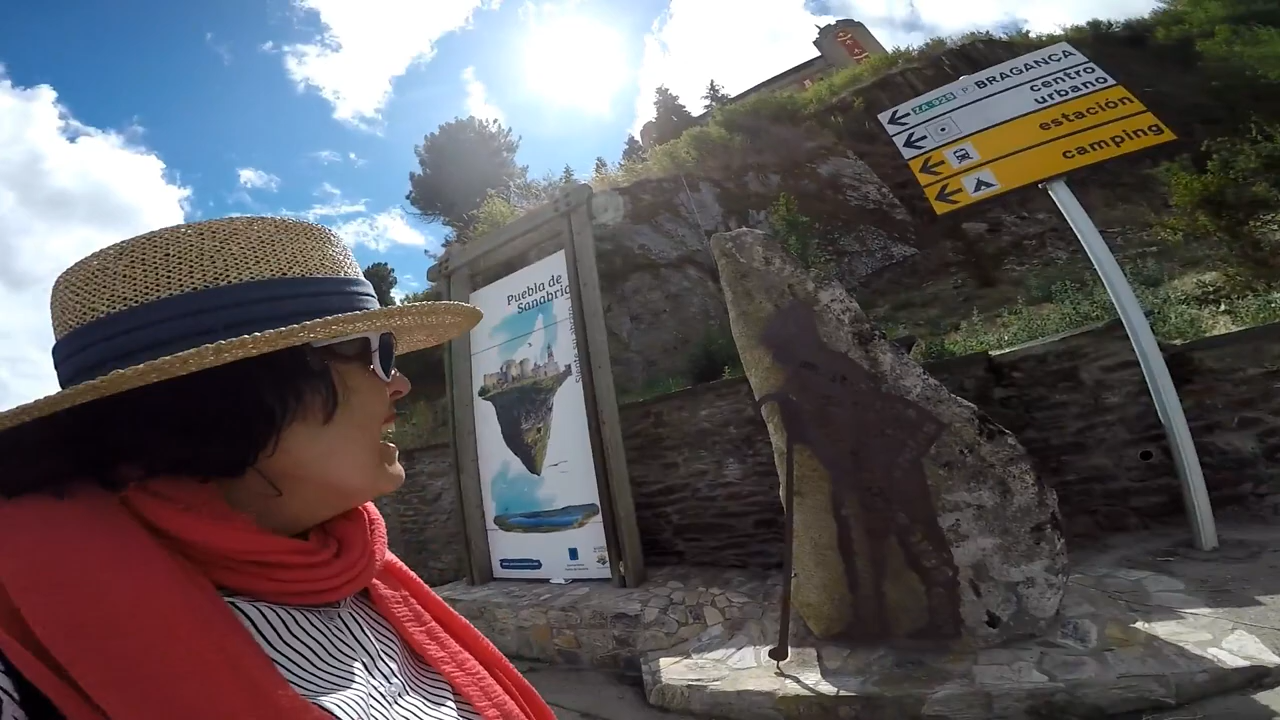 Puebla de
Sanabria
ZA-925 P BRAGANÇA
centro
urbano
estación
camping